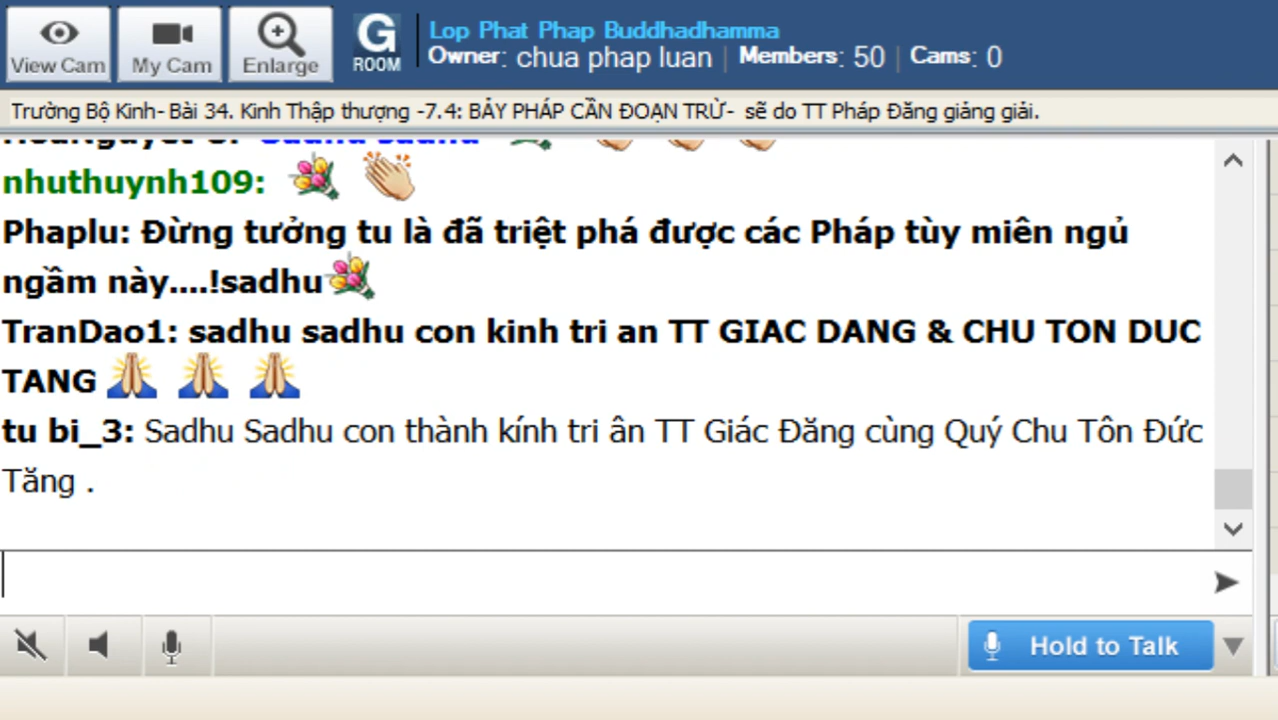 View Cam
My Cam
Enlarge
G
ROOM
Lop Phat Phap Buddhadhamma
Owner: chua phap luan | Members: 50 | Cams: 0
Trường Bộ Kinh- Bài 34. Kinh Thập thượng -7.4: BẢY PHÁP CẦN ĐOẠN TRỪ- sẽ do TT Pháp Đăng giảng giải.
nhuthuynh109:
Phaplu: Đừng tưởng tu là đã triệt phá được các Pháp tùy miên ngủ
ngầm này....!sadhu
TranDao1: sadhu sadhu con kinh tri an TT GIAC DANG & CHU TON DUC
TANG
tu bi_3: Sadhu Sadhu con thành kính tri ân TT Giác Đăng cùng Quý Chu Tôn Đức
Tăng .
Hold to Talk